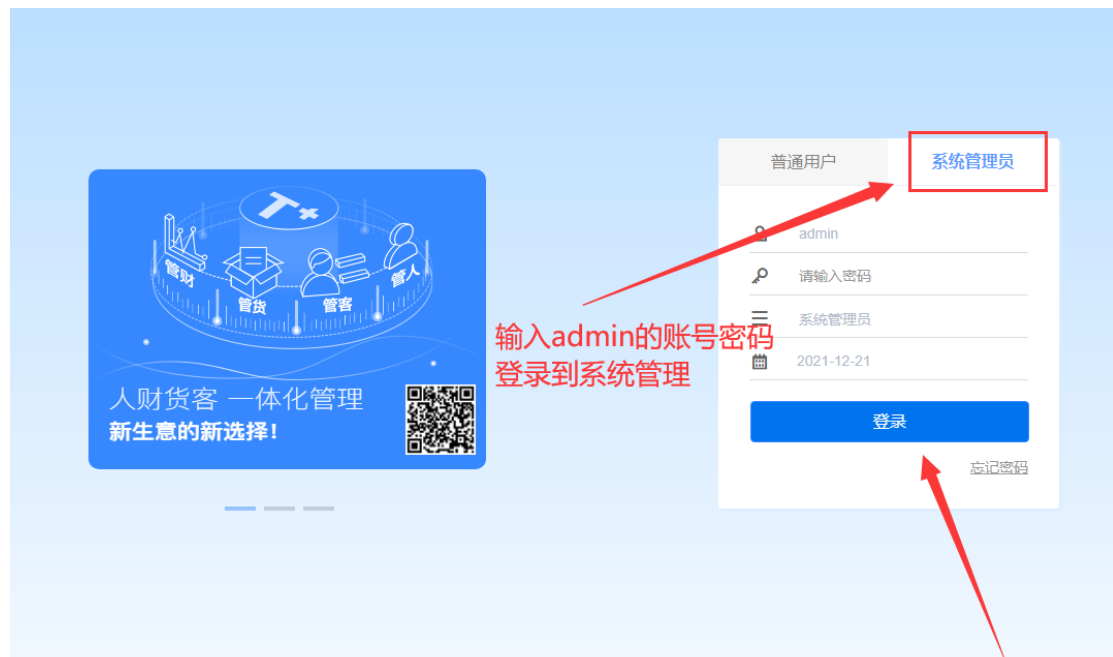 普通用户
系统管理员
T+
管财
管货
管客
管人
人财货客 一体化管理
新生意的新选择!
admin
请输入密码
系统管理员
2021-12-21
登录
忘记密码
输入admin的账号密码
登录到系统管理